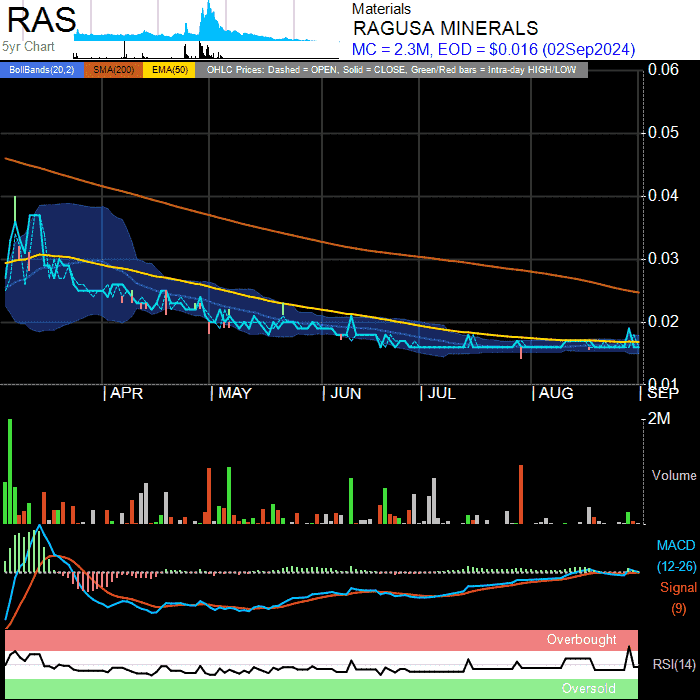 RAS
5yr Chart
Materials
RAGUSA MINERALS
MC = 2.3M, EOD = $0.016 (02Sep2024)
BollBands(20,2) SMA(200) EMA(50) OHLC Prices: Dashed = OPEN, Solid = CLOSE, Green/Red bars = Intra-day HIGH/LOW
0.06
0.05
0.04
0.03
0.02
0.01
APR MAY JUN JUL AUG SEP
2M
Volume
MACD
(12-26)
Signal
(9)
Overbought
RSI(14)
Oversold